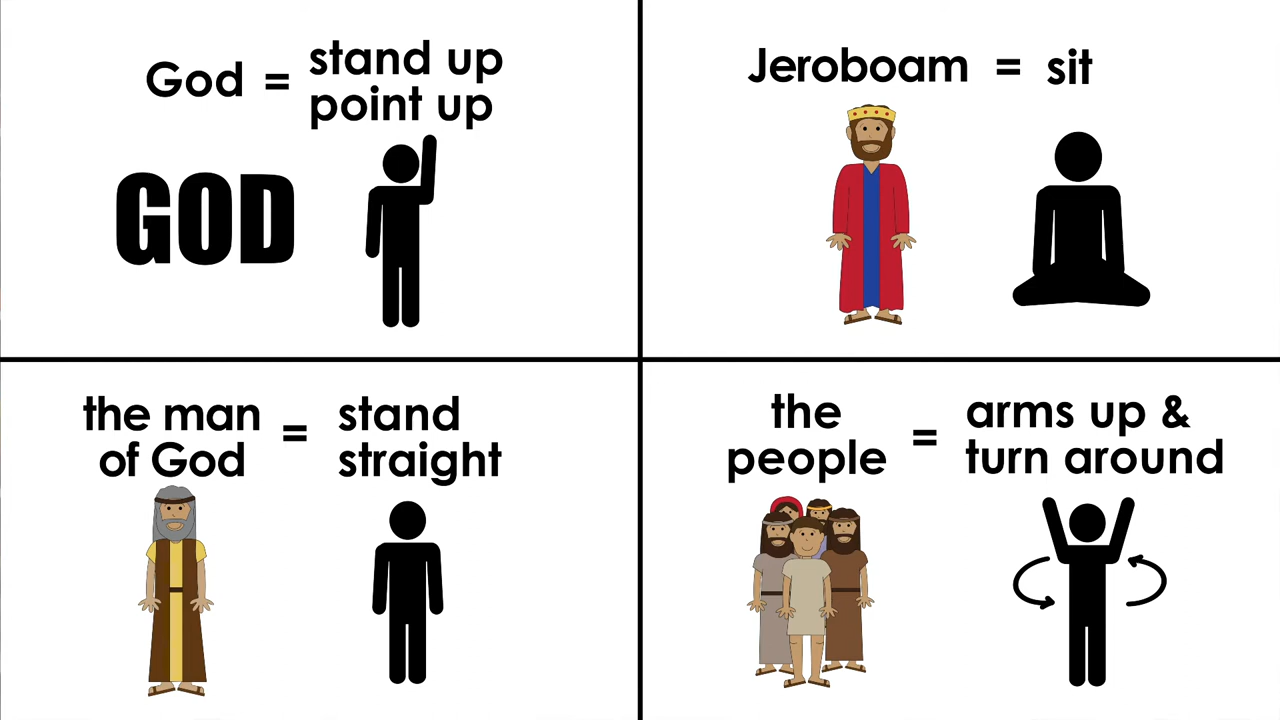 God = stand up
point up
GOD
Jeroboam = sit
the man
of God
=
stand
straight
the
people
=
arms up &
turn around